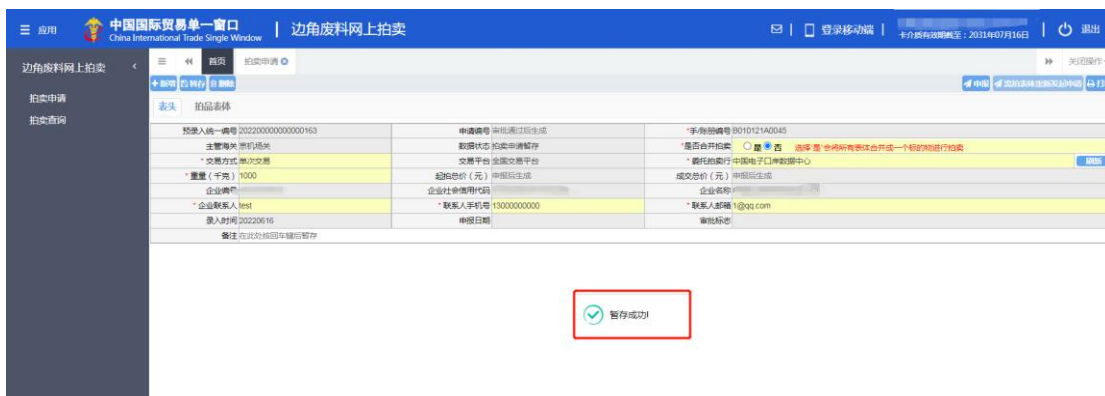 应用 中国国际贸易单一窗口 边角废料网上拍卖 登录移动端 退出
China International Trade Single Window 卡介质有效期截至：2031年07月16日
边角废料网上拍卖 首页 拍卖申请 关闭操作
新增 暂存 删除 申报
拍卖申请 表头 拍品表体
拍卖查询
预录入统一编号 202200000000000163 申请编号 审批通过后生成 *手/账册编号 B010121A0045
主管海关 京机场关 数据状态 拍卖申请暂存 *是否合并拍卖 是 否 选择‘是’会将所有表体合并成一个标的物进行拍卖
*交易方式 单次交易 交易平台 全国交易平台 *委托拍卖行 中国电子口岸数据中心 刷新
*重量（千克） 1000 起拍总价（元） 申报后生成 成交总价（元） 申报后生成
企业编号 企业社会信用代码 企业名称
*企业联系人 test *联系人手机号 13000000000 *联系人邮箱 1@qq.com
录入时间 20220616 申报日期 审批标志
备注 在此处按回车键后暂存
暂存成功!